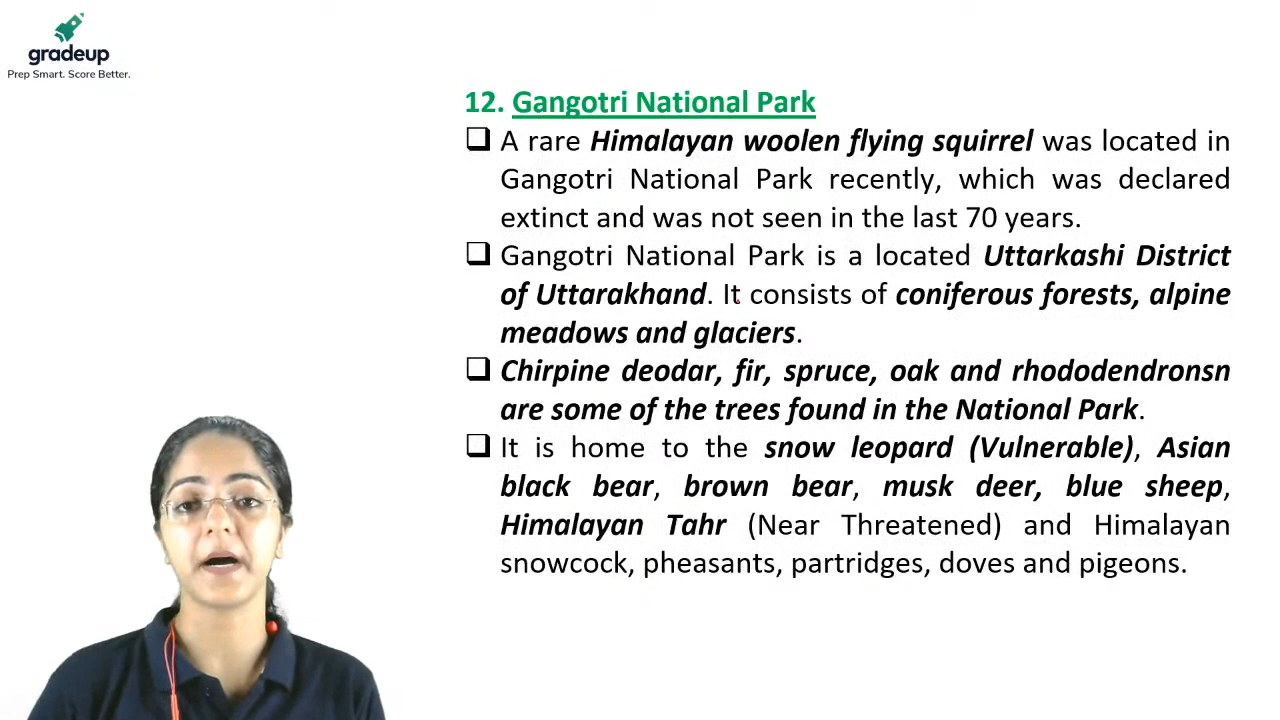 gradeup
Prep Smart. Score Better.
12. Gangotri National Park
❑ A rare Himalayan woolen flying squirrel was located in
Gangotri National Park recently, which was declared
extinct and was not seen in the last 70 years.
❑ Gangotri National Park is a located Uttarkashi District
of Uttarakhand. It consists of coniferous forests, alpine
meadows and glaciers.
❑ Chirpine deodar, fir, spruce, oak and rhododendronsn
are some of the trees found in the National Park.
❑ It is home to the snow leopard (Vulnerable), Asian
black bear, brown bear, musk deer, blue sheep,
Himalayan Tahr (Near Threatened) and Himalayan
snowcock, pheasants, partridges, doves and pigeons.